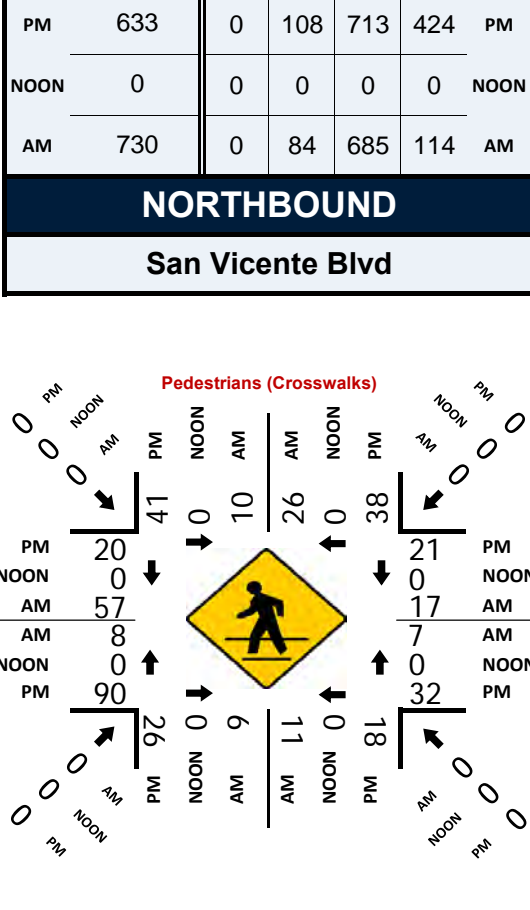 PM 633 0 108 713 424 PM
NOON 0 0 0 0 0 NOON
AM 730 0 84 685 114 AM
NORTHBOUND
San Vicente Blvd
Pedestrians (Crosswalks)
PM NOON AM
0 0 0
PM NOON AM AM NOON PM
41 0 10 26 0 38
PM NOON AM
0 0 0
PM 20 21 PM
NOON 0 0 NOON
AM 57 17 AM
AM 8 7 AM
NOON 0 0 NOON
PM 90 32 PM
26 0 6 11 0 18
PM NOON AM AM NOON PM
0 0 0
AM NOON PM
0 0 0
AM NOON PM